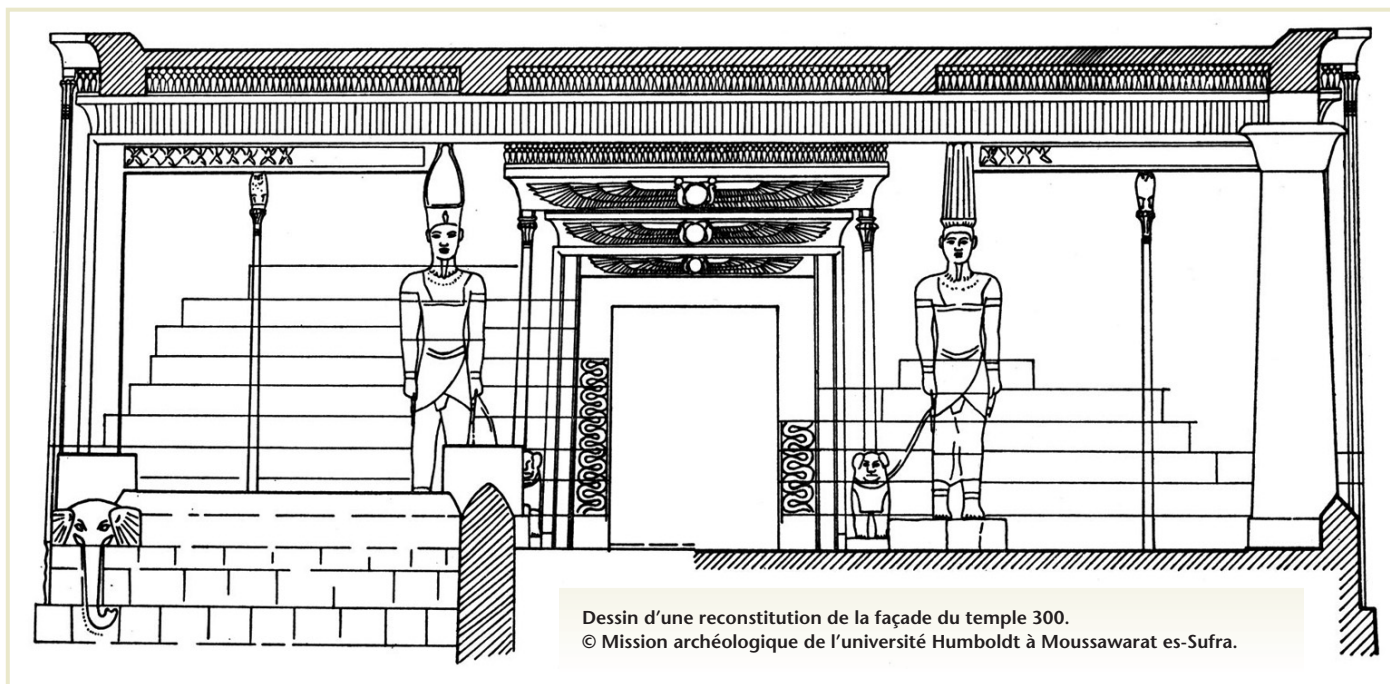 Dessin d’une reconstitution de la façade du temple 300.
© Mission archéologique de l’université Humboldt à Moussawarat es-Sufra.